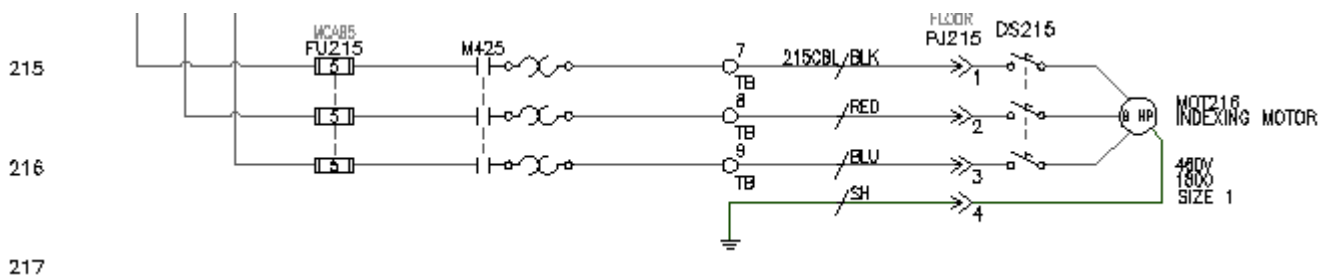 MCAB5
FU215
M425
FLOOR
PJ215
DS215
215
5
7
TB
215CBL/BLK
1
5
8
TB
RED
2
HP
MOT216
INDEXING MOTOR
216
5
9
TB
BLU
3
460V
1800
SIZE 1
SH
4
217